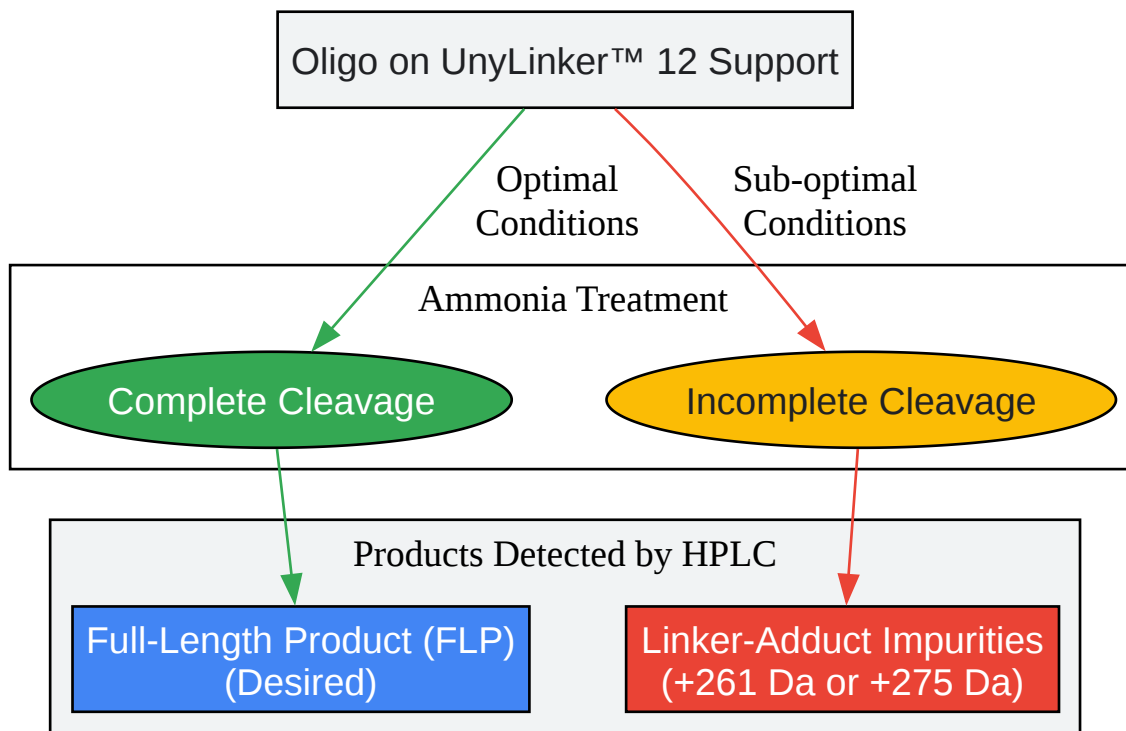 Oligo on UnyLinker™ 12 Support
Optimal
Conditions
Sub-optimal
Conditions
Ammonia Treatment
Complete Cleavage
Incomplete Cleavage
Products Detected by HPLC
Full-Length Product (FLP)
(Desired)
Linker-Adduct Impurities
(+261 Da or +275 Da)